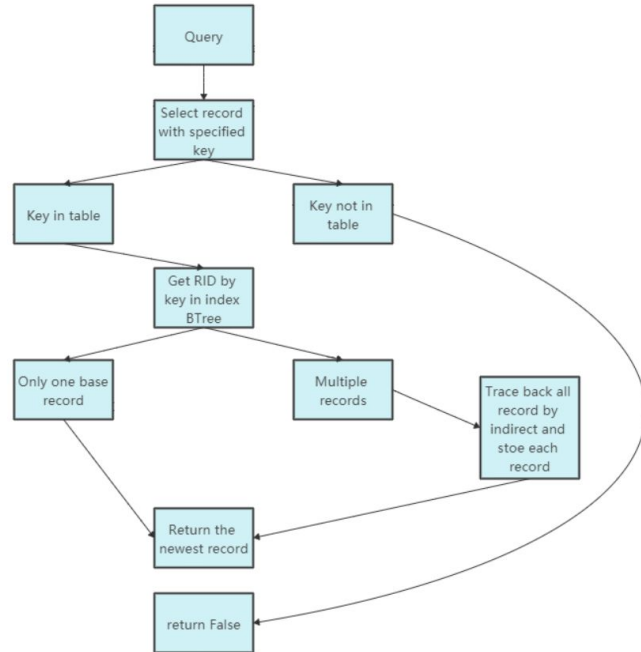 Query
Select record
with specified
key
Key in table
Key not in
table
Get RID by
key in index
BTree
Only one base
record
Multiple
records
Trace back all
record by
indirect and
stoe each
record
Return the
newest record
return False